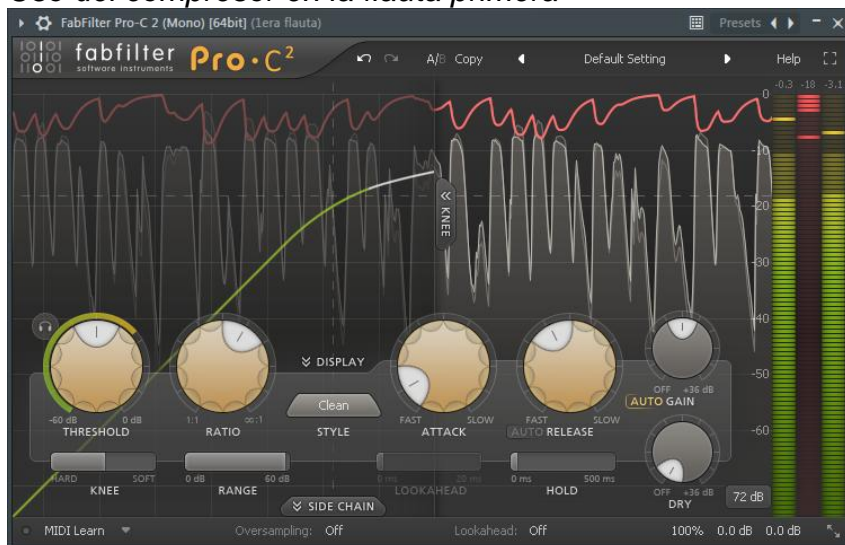 Uso del compresor en la flauta primera
FabFilter Pro-C 2 (Mono) [64bit] (1era flauta) Presets
fabfilter Pro·C² A/B Copy Default Setting Help
software instruments
-0.3 -18 -3.1
0
-10
-20
-30
-50
-60
KNEE
DISPLAY
Clean
-60 dB 0 dB 1:1 ∞:1 STYLE FAST SLOW FAST SLOW OFF +36 dB
THRESHOLD RATIO ATTACK AUTO RELEASE AUTO GAIN
HARD SOFT 0 dB 60 dB 0 ms 20 ms 0 ms 500 ms
KNEE RANGE LOOKAHEAD HOLD OFF +36 dB
DRY 72 dB
SIDE CHAIN
MIDI Learn Oversampling: Off Lookahead: Off 100% 0.0 dB 0.0 dB